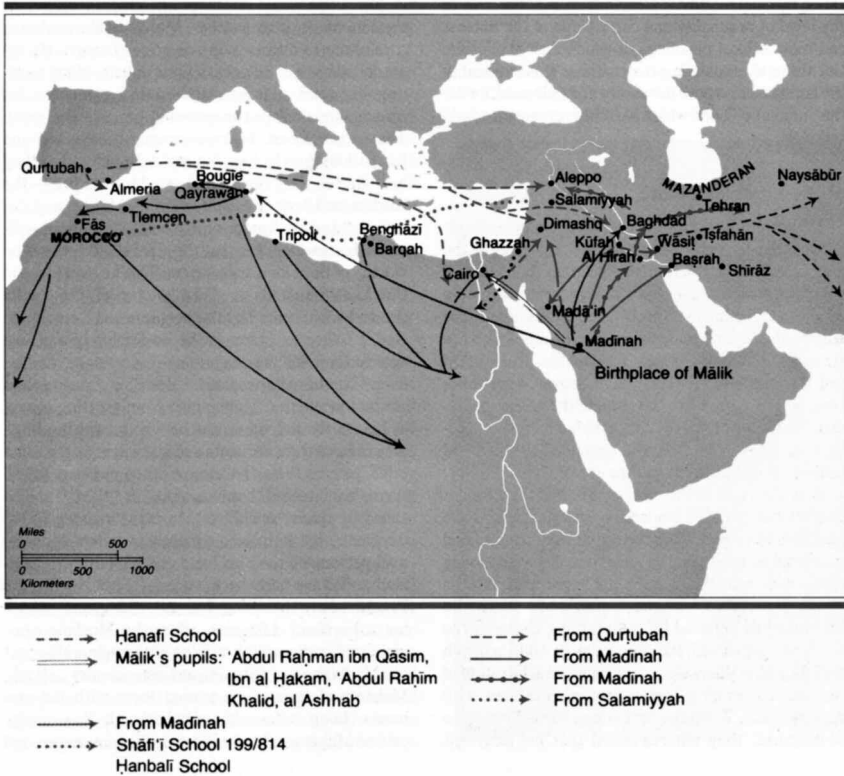 Qurṭubah
Almeria
Bougie
Qayrawān
Tlemcen
Fās
MOROCCO
Tripoli
Benghāzī
Barqah
Cairo
Ghazzah
Aleppo
Salamiyyah
Dimashq
Baghdad
Kūfah
Al Ḥīrah
Wāsiṭ
Baṣrah
Iṣfahān
Shīrāz
MAZANDERAN
Tehran
Naysābūr
Madā'in
Madīnah
Birthplace of Mālik
Miles
0 500
0 500 1000
Kilometers
Ḥanafī School
Mālik's pupils: 'Abdul Raḥman ibn Qāsim,
Ibn al Ḥakam, 'Abdul Raḥīm
Khalid, al Ashhab
From Madīnah
Shāfi'ī School 199/814
Ḥanbalī School
From Qurṭubah
From Madīnah
From Madīnah
From Salamiyyah